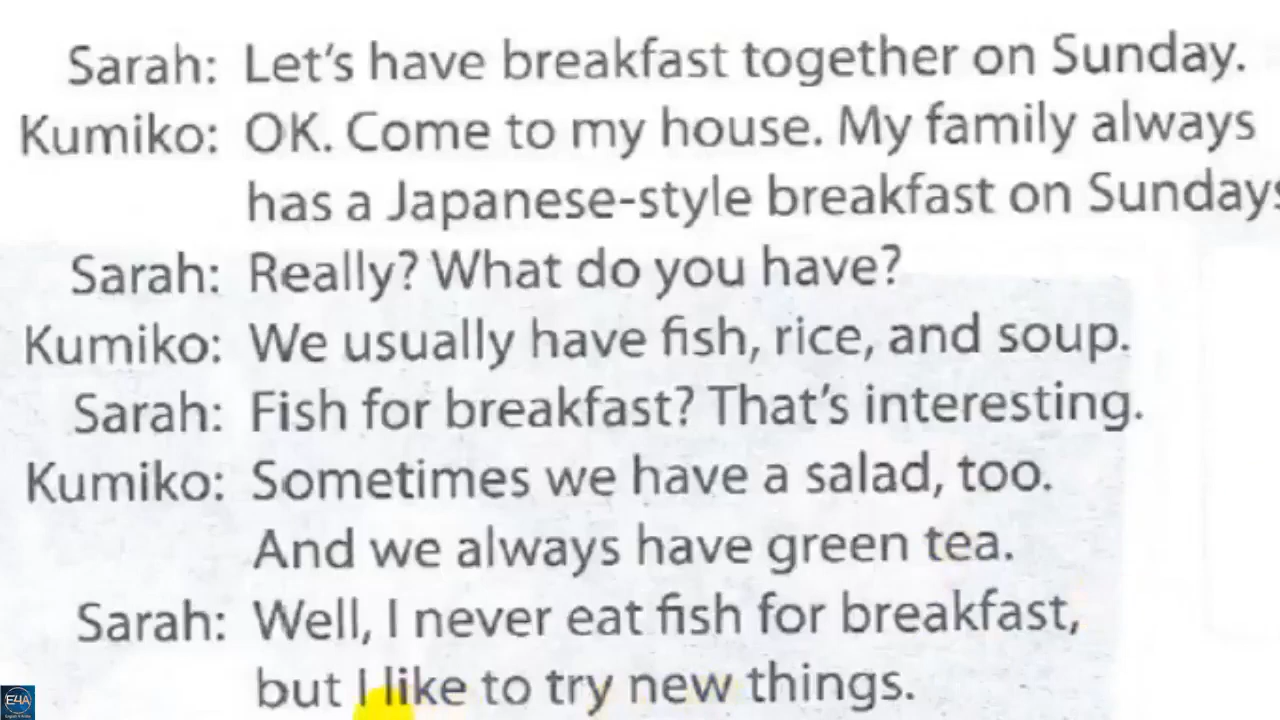 Sarah: Let's have breakfast together on Sunday.
Kumiko: OK. Come to my house. My family always
has a Japanese-style breakfast on Sundays
Sarah: Really? What do you have?
Kumiko: We usually have fish, rice, and soup.
Sarah: Fish for breakfast? That's interesting.
Kumiko: Sometimes we have a salad, too.
And we always have green tea.
Sarah: Well, I never eat fish for breakfast,
but I like to try new things.
E4A